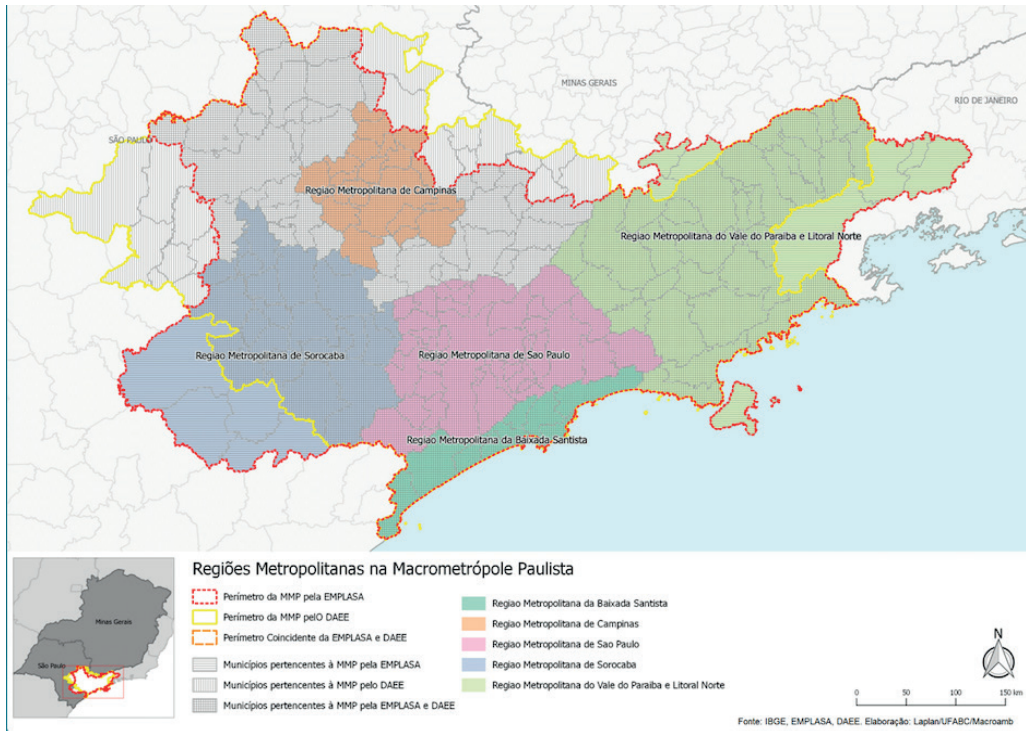 MINAS GERAIS
RIO DE JANEIRO
SÃO PAULO
Região Metropolitana de Campinas
Região Metropolitana do Vale do Paraíba e Litoral Norte
Regiao Metropolitana de Sorocaba
Regiao Metropolitana de Sao Paulo
Regiao Metropolitana da Baixada Santista
Regiões Metropolitanas na Macrometrópole Paulista
Perímetro da MMP pela EMPLASA
Perímetro da MMP pelO DAEE
Perímetro Coincidente da EMPLASA e DAEE
Municípios pertencentes à MMP pela EMPLASA
Municípios pertencentes à MMP pelo DAEE
Municípios pertencentes à MMP pela EMPLASA e DAEE
Regiao Metropolitana da Baixada Santista
Regiao Metropolitana de Campinas
Regiao Metropolitana de Sao Paulo
Regiao Metropolitana de Sorocaba
Regiao Metropolitana do Vale do Paraiba e Litoral Norte
Minas Gerais
São Paulo
N
0 50 100 150 km
Fonte: IBGE, EMPLASA, DAEE. Elaboração: Laplan/UFABC/Macroamb